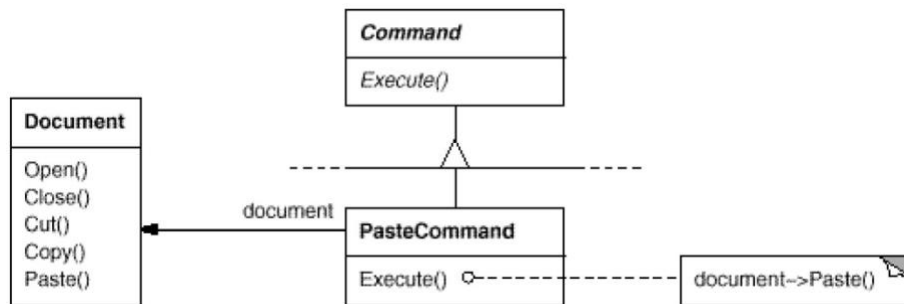 Command
Execute()
Document
Open()
Close()
Cut()
Copy()
Paste()
document
PasteCommand
Execute()
document->Paste()